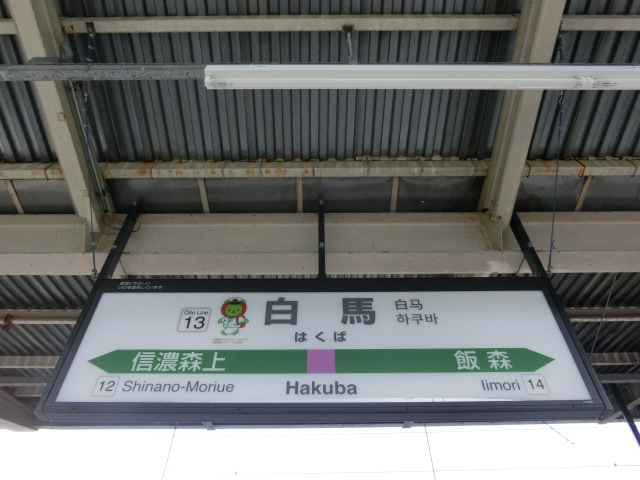 Ōito Line
13
白馬
白马
하쿠바
はくば
信濃森上
飯森
12 Shinano-Moriue
Hakuba
Iimori 14